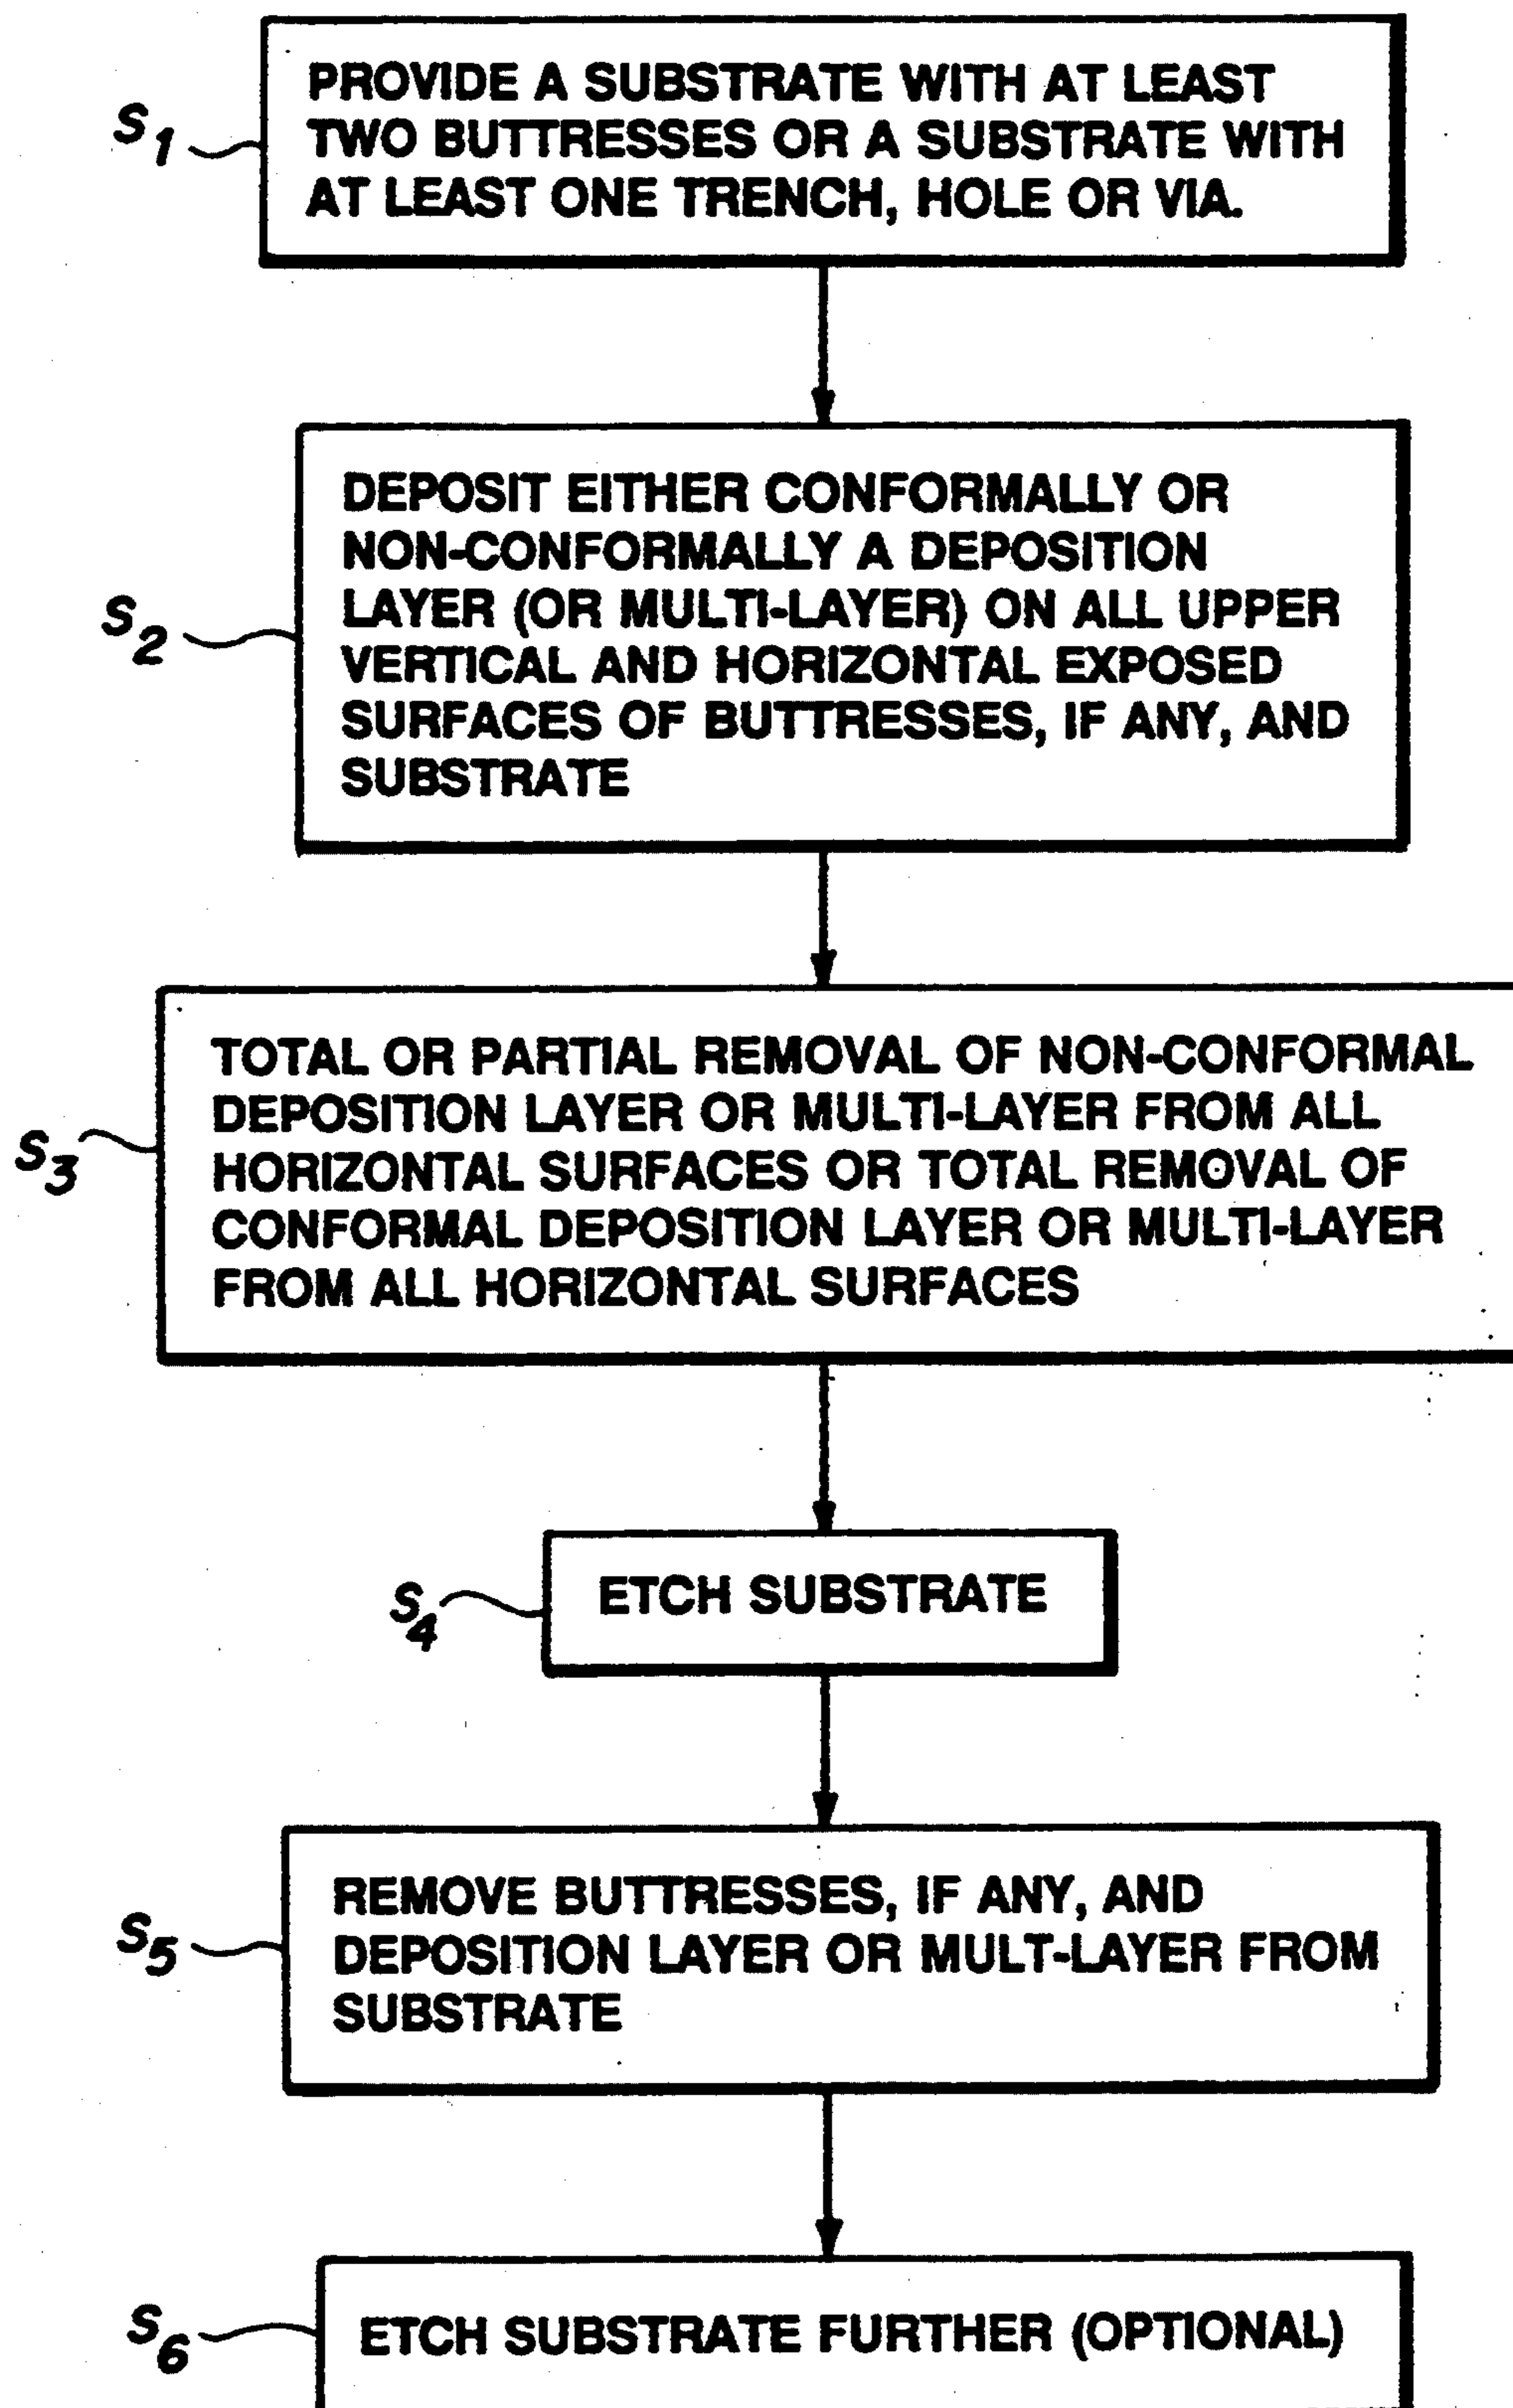 S1
PROVIDE A SUBSTRATE WITH AT LEAST
TWO BUTTRESSES OR A SUBSTRATE WITH
AT LEAST ONE TRENCH, HOLE OR VIA.
S2
DEPOSIT EITHER CONFORMALLY OR
NON-CONFORMALLY A DEPOSITION
LAYER (OR MULTI-LAYER) ON ALL UPPER
VERTICAL AND HORIZONTAL EXPOSED
SURFACES OF BUTTRESSES, IF ANY, AND
SUBSTRATE
S3
TOTAL OR PARTIAL REMOVAL OF NON-CONFORMAL
DEPOSITION LAYER OR MULTI-LAYER FROM ALL
HORIZONTAL SURFACES OR TOTAL REMOVAL OF
CONFORMAL DEPOSITION LAYER OR MULTI-LAYER
FROM ALL HORIZONTAL SURFACES
S4
ETCH SUBSTRATE
S5
REMOVE BUTTRESSES, IF ANY, AND
DEPOSITION LAYER OR MULT-LAYER FROM
SUBSTRATE
S6
ETCH SUBSTRATE FURTHER (OPTIONAL)